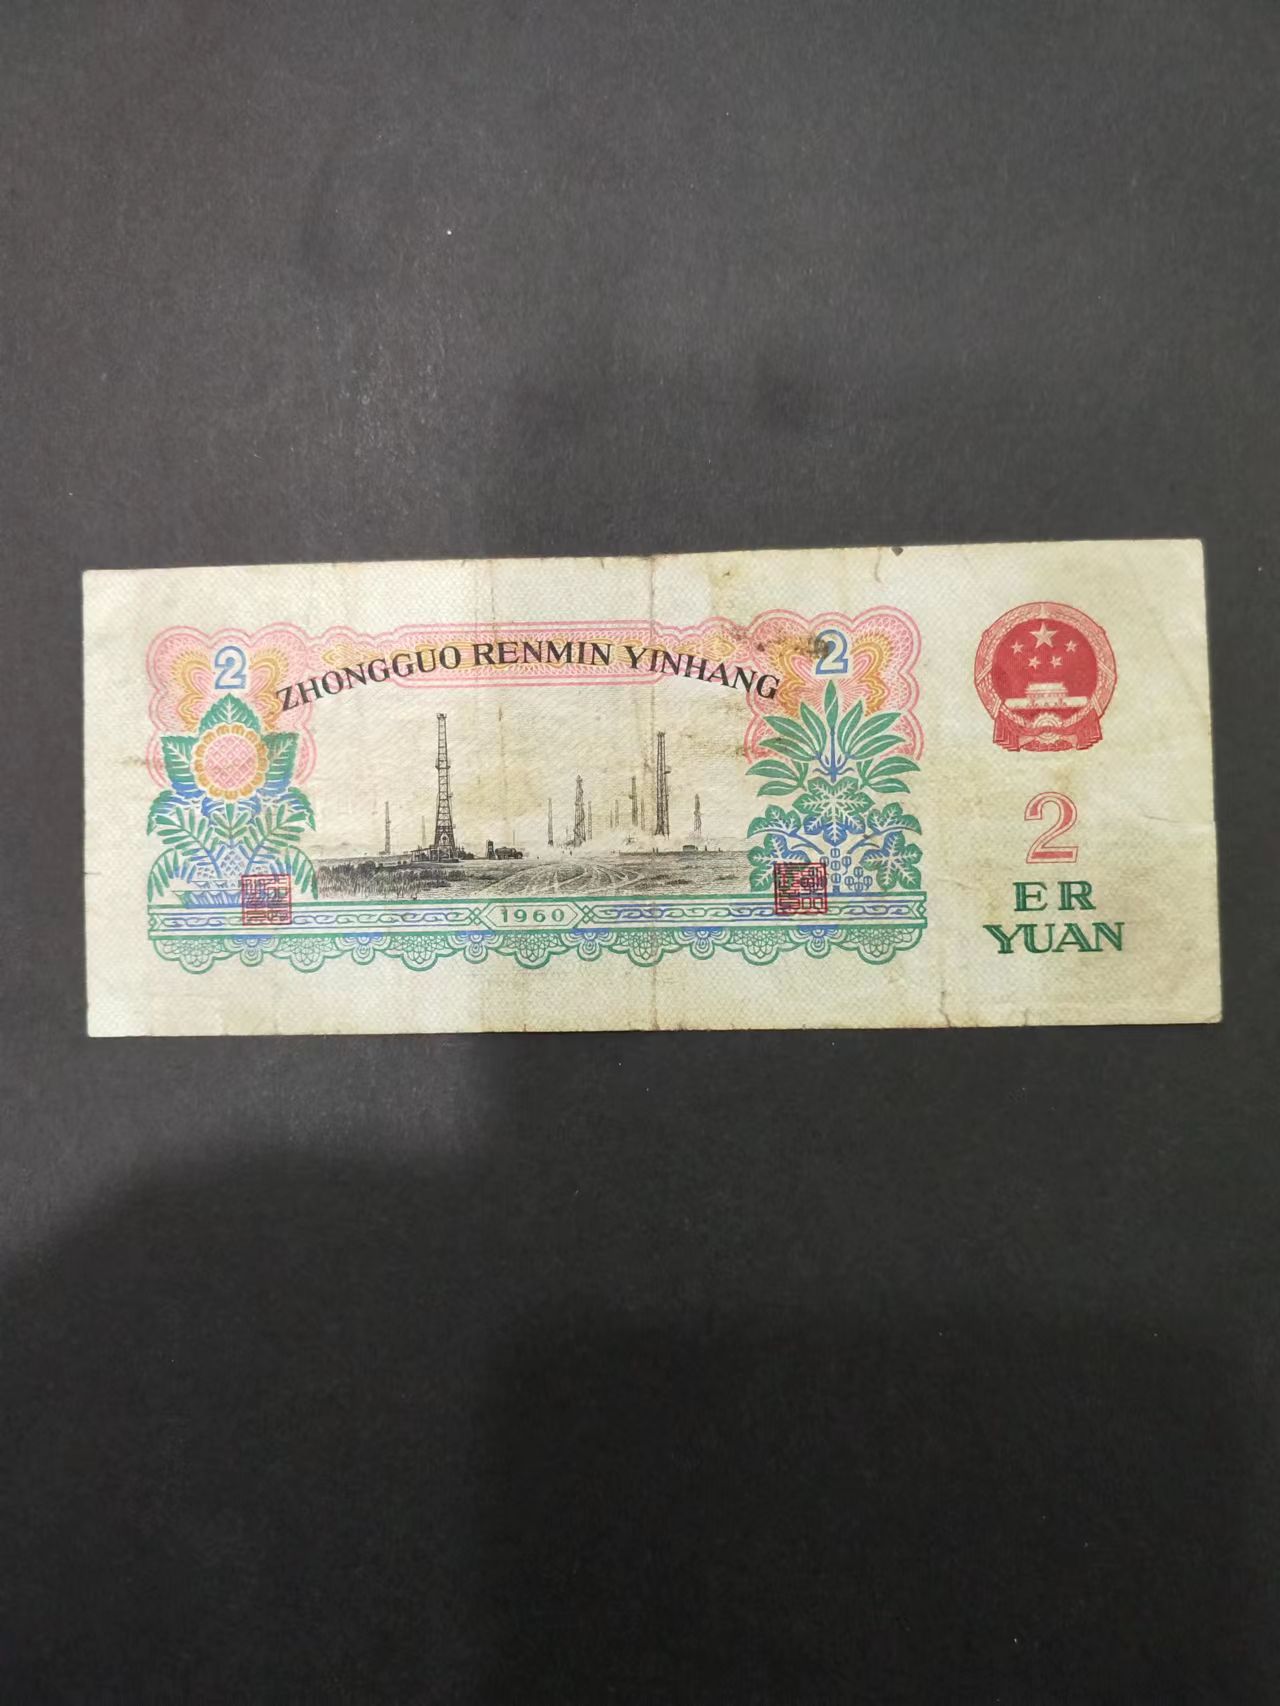 ZHONGGUO RENMIN YINHANG
2
2
1960
2
ER
YUAN